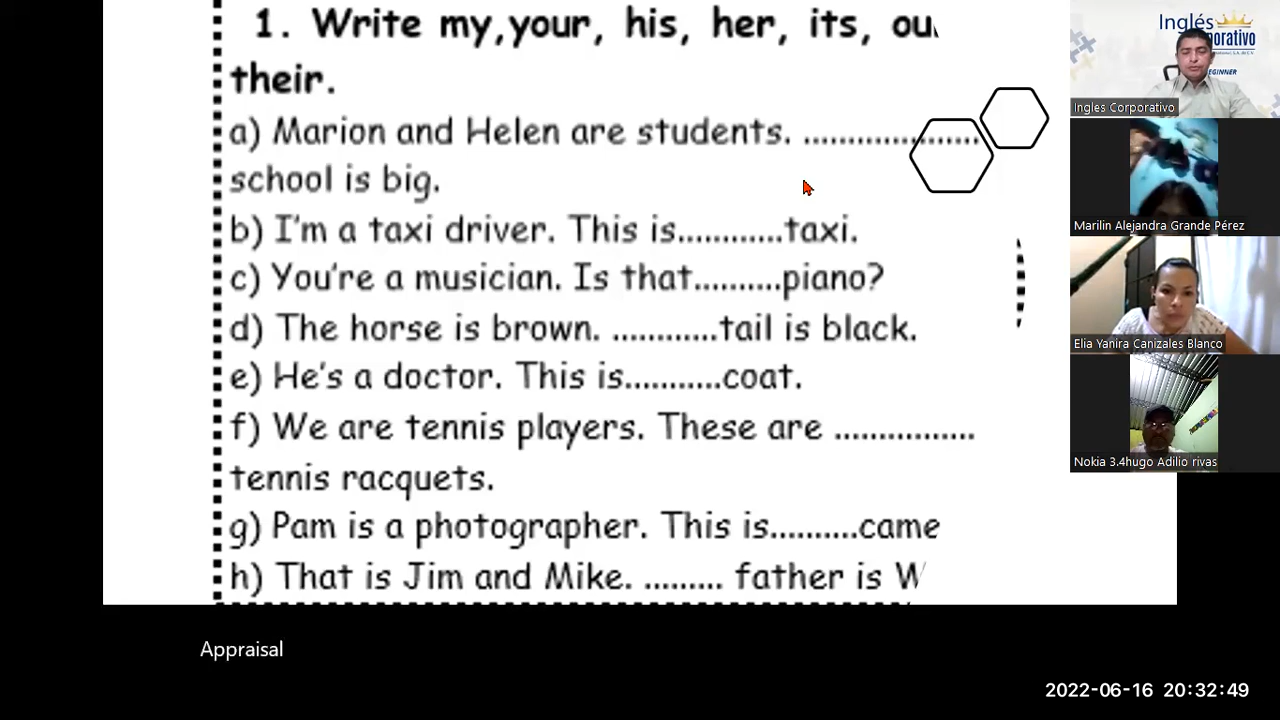 1. Write my,your, his, her, its, ou
their.
a) Marion and Helen are students. ......................
school is big.
b) I'm a taxi driver. This is............taxi.
c) You're a musician. Is that..........piano?
d) The horse is brown. ............tail is black.
e) He's a doctor. This is...........coat.
f) We are tennis players. These are ................
tennis racquets.
g) Pam is a photographer. This is..........came
h) That is Jim and Mike. ......... father is W
Appraisal
Inglés
EGINNER
Ingles Corporativo
Marilin Alejandra Grande Pérez
Elia Yanira Canizales Blanco
Nokia 3.4hugo Adilio rivas
2022-06-16 20:32:49